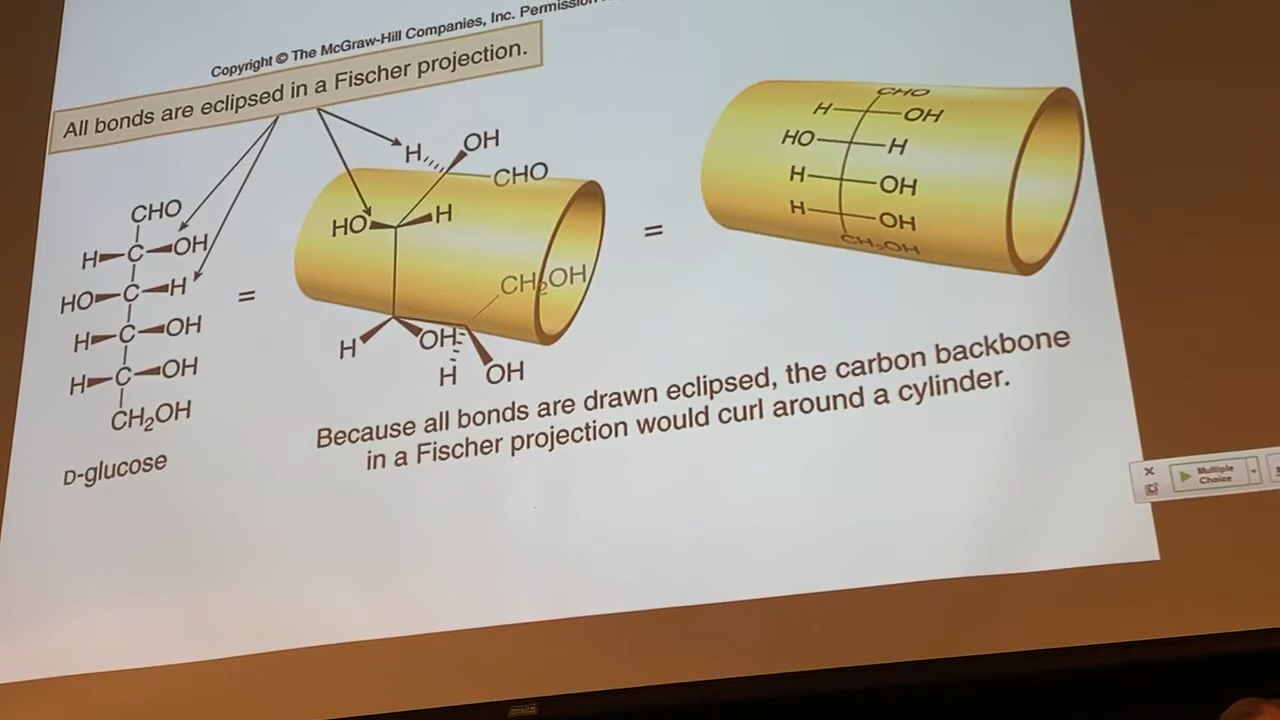 Copyright © The McGraw-Hill Companies, Inc.
All bonds are eclipsed in a Fischer projection.
CHO
H—C—OH
HO—C—H
H—C—OH
H—C—OH
CH₂OH
D-glucose
=
H OH
CHO
HO H
CH₂OH
H OH
H OH
=
CHO
H OH
HO H
H OH
H OH
CH₂OH
Because all bonds are drawn eclipsed, the carbon backbone
in a Fischer projection would curl around a cylinder.
Multiple
Choice